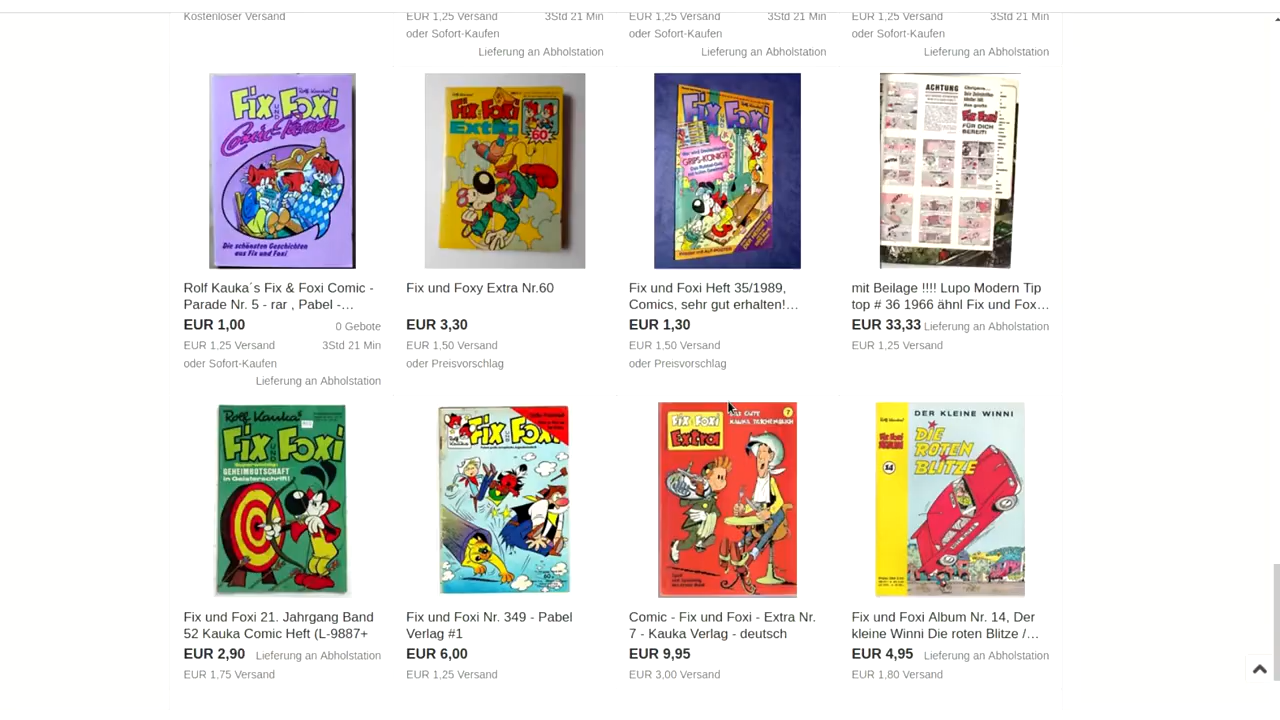 Kostenloser Versand
EUR 1,25 Versand 3Std 21 Min
oder Sofort-Kaufen
Lieferung an Abholstation
EUR 1,25 Versand 3Std 21 Min
oder Sofort-Kaufen
Lieferung an Abholstation
EUR 1,25 Versand 3Std 21 Min
oder Sofort-Kaufen
Lieferung an Abholstation
Fix und Foxi
Comic-Parade
Die schönsten Geschichten
aus Fix und Foxi
Rolf Kauka´s Fix & Foxi Comic -
Parade Nr. 5 - rar , Pabel -…
EUR 1,00 0 Gebote
EUR 1,25 Versand 3Std 21 Min
oder Sofort-Kaufen
Lieferung an Abholstation
Fix und Foxi
Extra
60
Fix und Foxy Extra Nr.60
EUR 3,30
EUR 1,50 Versand
oder Preisvorschlag
Fix und Foxi
GRIPS-KÖNIG
Fix und Foxi Heft 35/1989,
Comics, sehr gut erhalten!…
EUR 1,30
EUR 1,50 Versand
oder Preisvorschlag
ACHTUNG
Fix Foxi
FÜR DICH
BEREIT!
mit Beilage !!!! Lupo Modern Tip
top # 36 1966 ähnl Fix und Fox…
EUR 33,33 Lieferung an Abholstation
EUR 1,25 Versand
Rolf Kauka's
Fix und Foxi
GEHEIMBOTSCHAFT
in Geisterschrift!
Fix und Foxi 21. Jahrgang Band
52 Kauka Comic Heft (L-9887+
EUR 2,90 Lieferung an Abholstation
EUR 1,75 Versand
Fix und Foxi
Fix und Foxi Nr. 349 - Pabel
Verlag #1
EUR 6,00
EUR 1,25 Versand
FIX FOXI
EXTRA
KAUKA TASCHENBUCH
7
Comic - Fix und Foxi - Extra Nr.
7 - Kauka Verlag - deutsch
EUR 9,95
EUR 3,00 Versand
DER KLEINE WINNI
DIE
ROTEN
BLITZE
14
Fix und Foxi Album Nr. 14, Der
kleine Winni Die roten Blitze /…
EUR 4,95 Lieferung an Abholstation
EUR 1,80 Versand